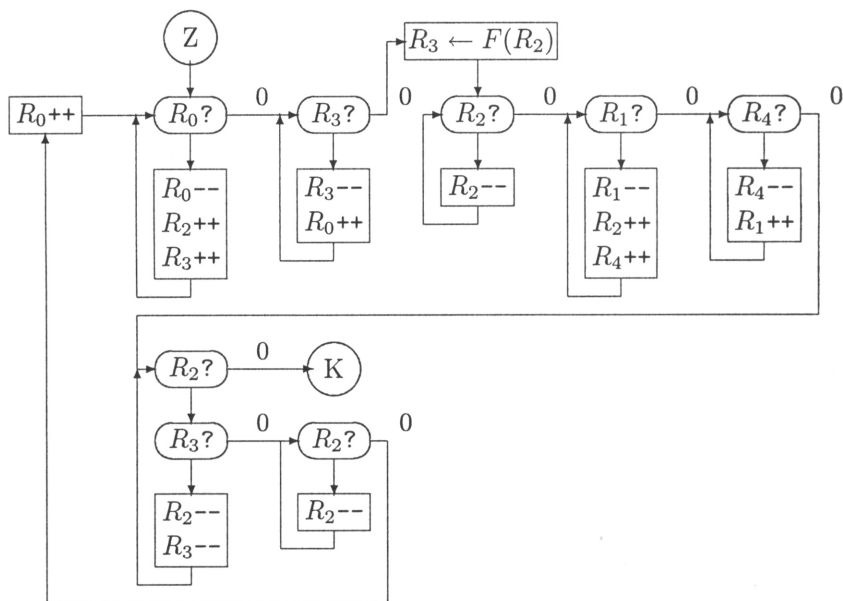 Z
R₃ ← F(R₂)
0 0 0 0 0
R₀++ R₀? R₃? R₂? R₁? R₄?
R₀-- R₃-- R₂-- R₁-- R₄--
R₂++ R₀++ R₂++ R₁++
R₃++ R₄++
R₂? 0 K
R₃? 0 R₂? 0
R₂-- R₂--
R₃--